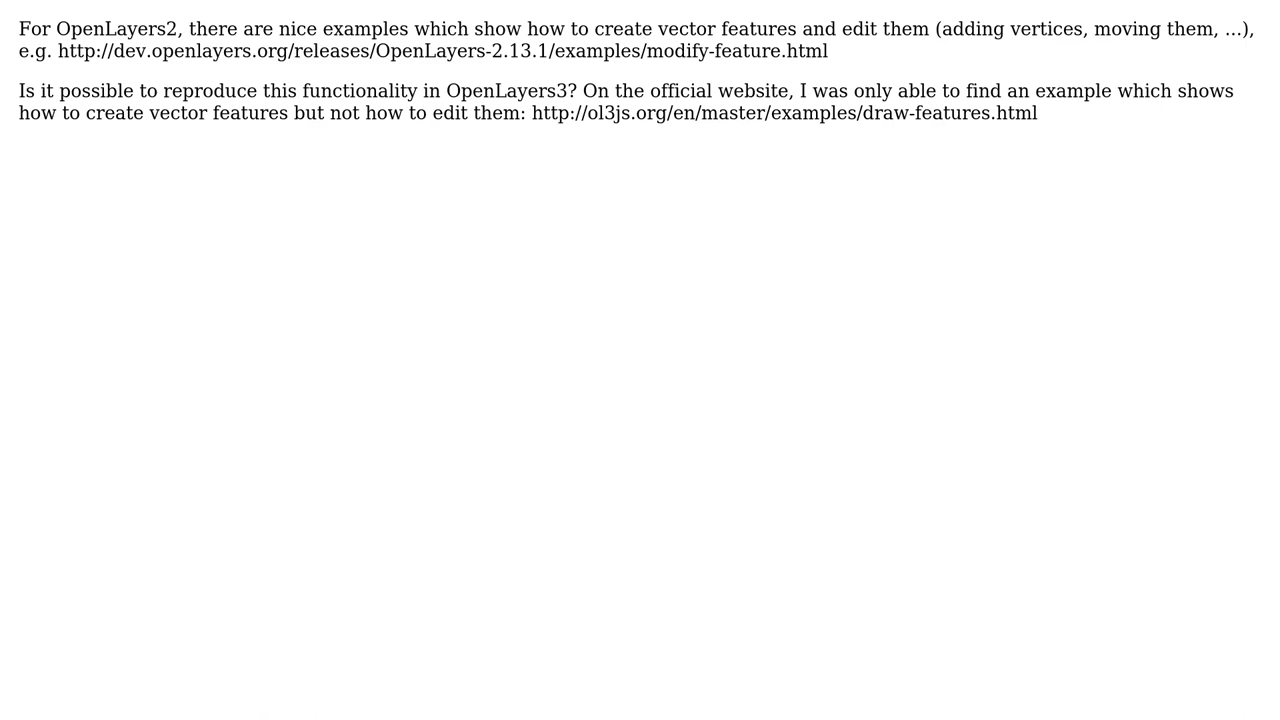 For OpenLayers2, there are nice examples which show how to create vector features and edit them (adding vertices, moving them, ...),
e.g. http://dev.openlayers.org/releases/OpenLayers-2.13.1/examples/modify-feature.html
Is it possible to reproduce this functionality in OpenLayers3? On the official website, I was only able to find an example which shows
how to create vector features but not how to edit them: http://ol3js.org/en/master/examples/draw-features.html